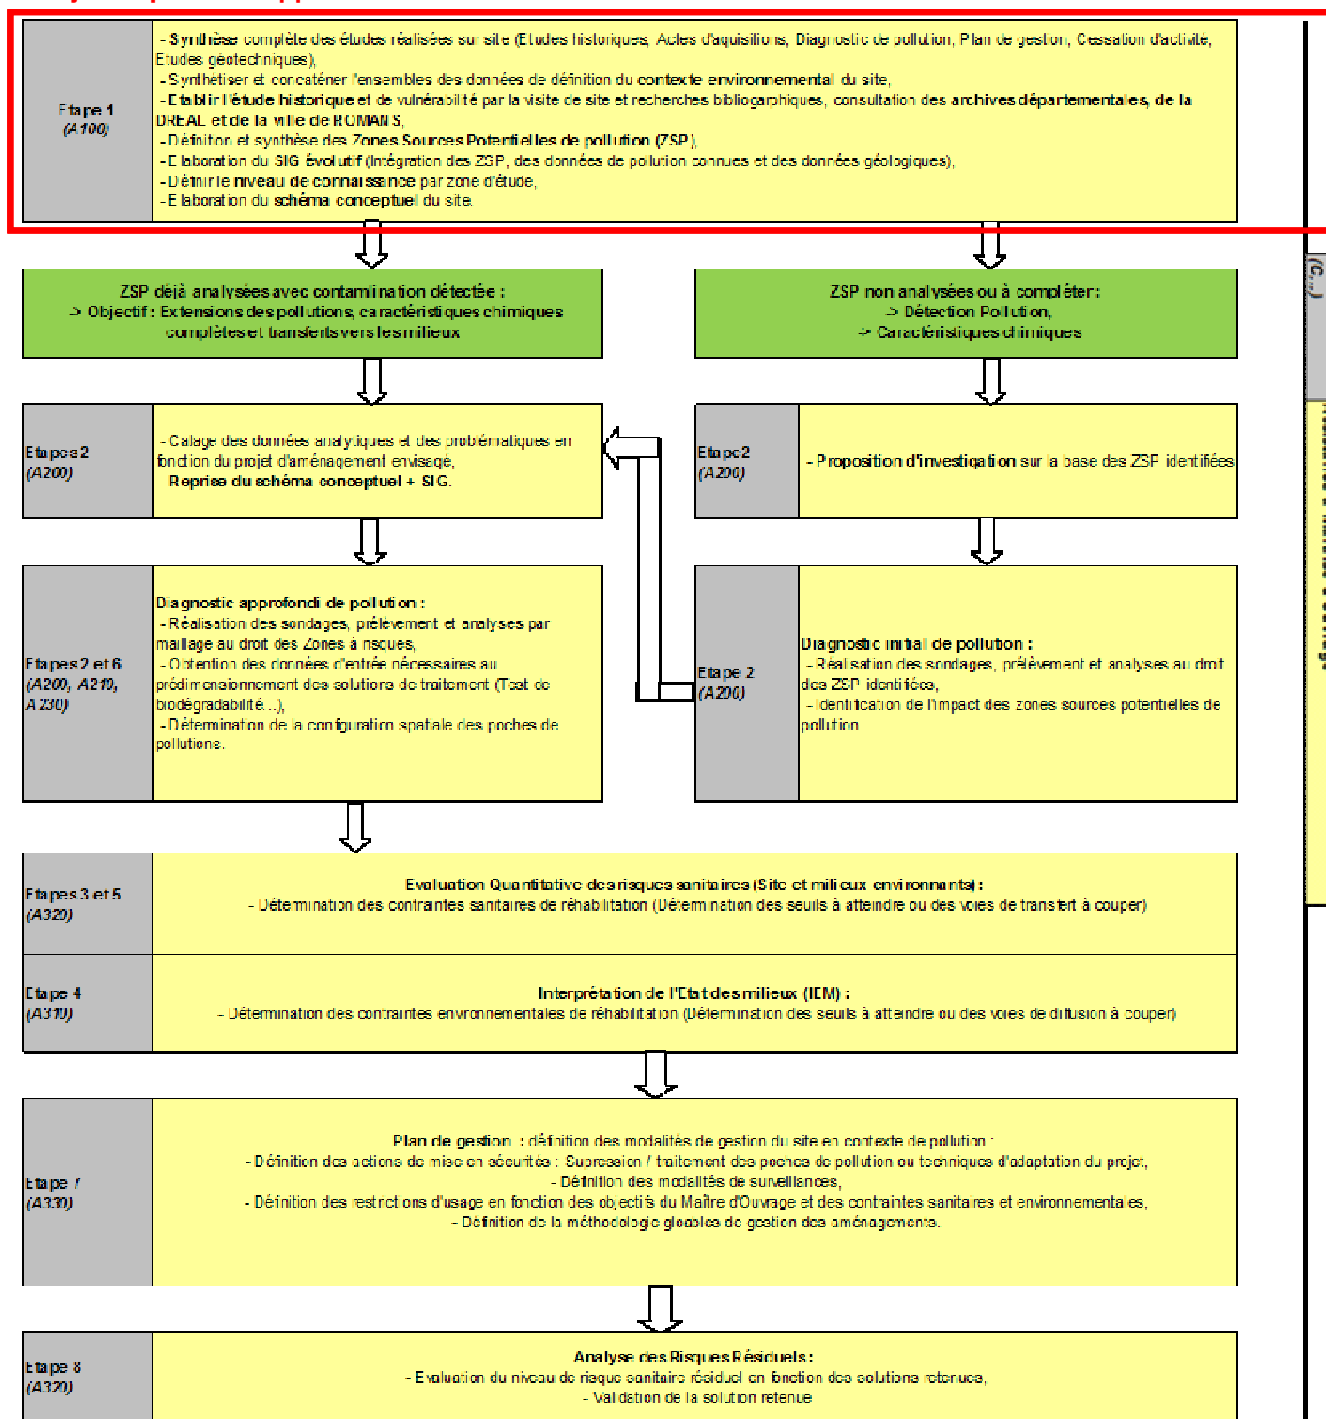 Etape 1
(A100)
- Synthèse complète des études réalisées sur site (Etudes historiques, Actes d'aquisitions, Diagnostic de pollution, Plan de gestion, Cessation d'activité,
Etudes géotechniques),
- Synthétiser et concaténer l'ensembles des données de définition du contexte environnemental du site,
- Etablir l'étude historique et de vulnérabilité par la visite de site et recherches bibligarphiques, consultation des archives départementales, de la
DREAL et de la ville de ROMANS,
- Définiton et synthèse des Zones Sources Potentielles de pollution (ZSP),
- Elaboration du SIG évolutif (Intégration des ZSP, des données de pollution connues et des données géologiques),
- Définir le niveau de connaissance par zone d'étude,
- Elaboration du schéma conceptuel du site.
ZSP déjà analysées avec contamiination détectée :
-> Objectif : Extensions des pollutions, caractéristiques chimiques
complètes et transferts vers les milieux
ZSP non analysées ou à compléter :
-> Détection Pollution,
-> Caractéristiques chimiques
(C...)
Etapes 2
(A200)
- Calage des données analytiques et des problématiques en
fonction du projet d'aménagement envisagé,
Reprise du schéma conceptuel + SIG.
Etape2
(A200)
- Proposition d'investigation sur la base des ZSP identifiées
Etapes 2 et 6
(A200, A210,
A230)
Diagnostic approfondi de pollution :
- Réalisation des sondages, prélèvement et analyses par
maillage au droit des Zones à risques,
- Obtention des données d'entrée nécessaires au
prédimensionnement des solutions de traitement (Test de
biodégradabilité...),
- Détermination de la configuration spatiale des poches de
pollutions.
Etape 2
(A200)
Diagnostic initial de pollution :
- Réalisation des sondages, prélèvement et analyses au droit
des ZSP identifiées,
- Identification de l'impact des zones sources potentielles de
pollution
Etapes 3 et 5
(A320)
Evaluation Quantitative des risques sanitaires (Site et milieux environnants) :
- Détermination des contraintes sanitaires de réhabilitation (Détermination des seuils à atteindre ou des voies de transfert à couper)
Etape 4
(A310)
Interprétation de l'Etat des milieux (IEM) :
- Détermination des contraintes environnementales de réhabilitation (Détermination des seuils à atteindre ou des voies de diffusion à couper)
Etape 7
(A330)
Plan de gestion : définition des modalités de gestion du site en contexte de pollution :
- Définition des actions de mise en sécurités : Supression / traitement des poches de pollution ou techniques d'adaptation du projet,
- Définition des modalités de surveillances,
- Définition des restrictions d'usage en fonction des objectifs du Maître d'Ouvrage et des contraintes sanitaires et environnementales,
- Définition de la méthodologie gloables de gestion des aménagements.
Etape 8
(A320)
Analyse des Risques Résiduels :
- Evaluation du niveau de risque sanitaire résiduel en fonction des solutions retenues,
- Validation de la solution retenue